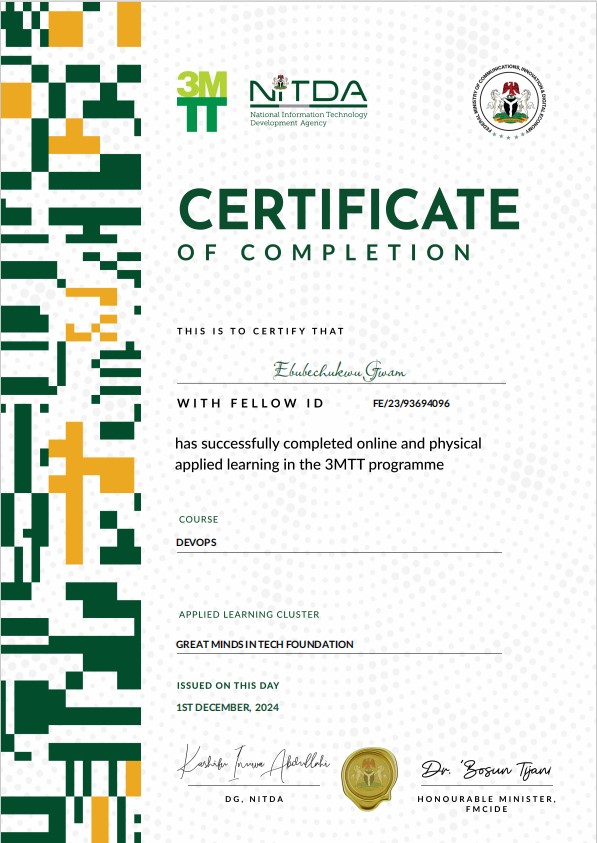 3M
TT
NiTDA
National Information Technology
Development Agency
FEDERAL MINISTRY OF COMMUNICATIONS, INNOVATION & DIGITAL ECONOMY
CERTIFICATE
OF COMPLETION
THIS IS TO CERTIFY THAT
Ebubechukwu Gwam
WITH FELLOW ID FE/23/93694096
has successfully completed online and physical
applied learning in the 3MTT programme
COURSE
DEVOPS
APPLIED LEARNING CLUSTER
GREAT MINDS IN TECH FOUNDATION
ISSUED ON THIS DAY
1ST DECEMBER, 2024
Kashifu Inuwa Abdullahi
DG, NITDA
Dr. 'Bosun Tijani
HONOURABLE MINISTER,
FMCIDE